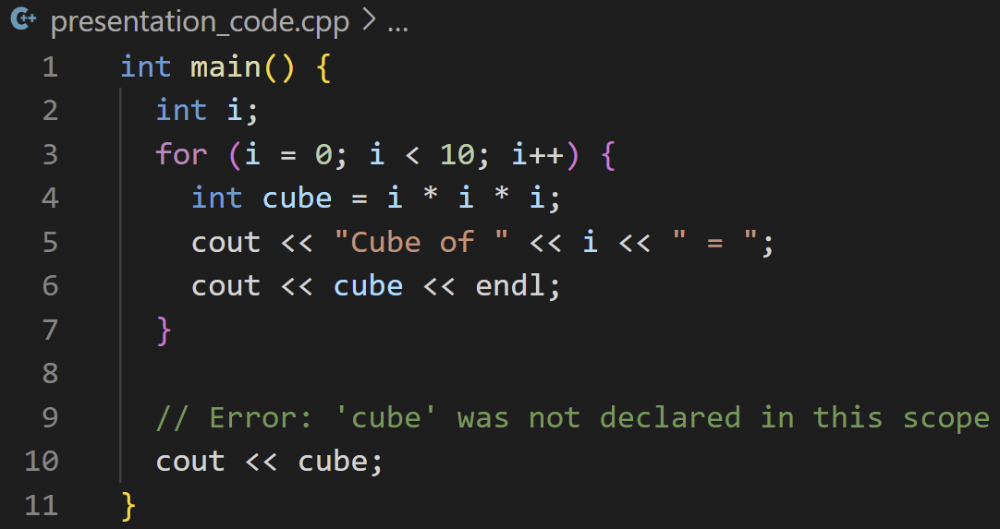 presentation_code.cpp > ...
1 int main() {
2   int i;
3   for (i = 0; i < 10; i++) {
4     int cube = i * i * i;
5     cout << "Cube of " << i << " = ";
6     cout << cube << endl;
7   }
8
9   // Error: 'cube' was not declared in this scope
10   cout << cube;
11 }